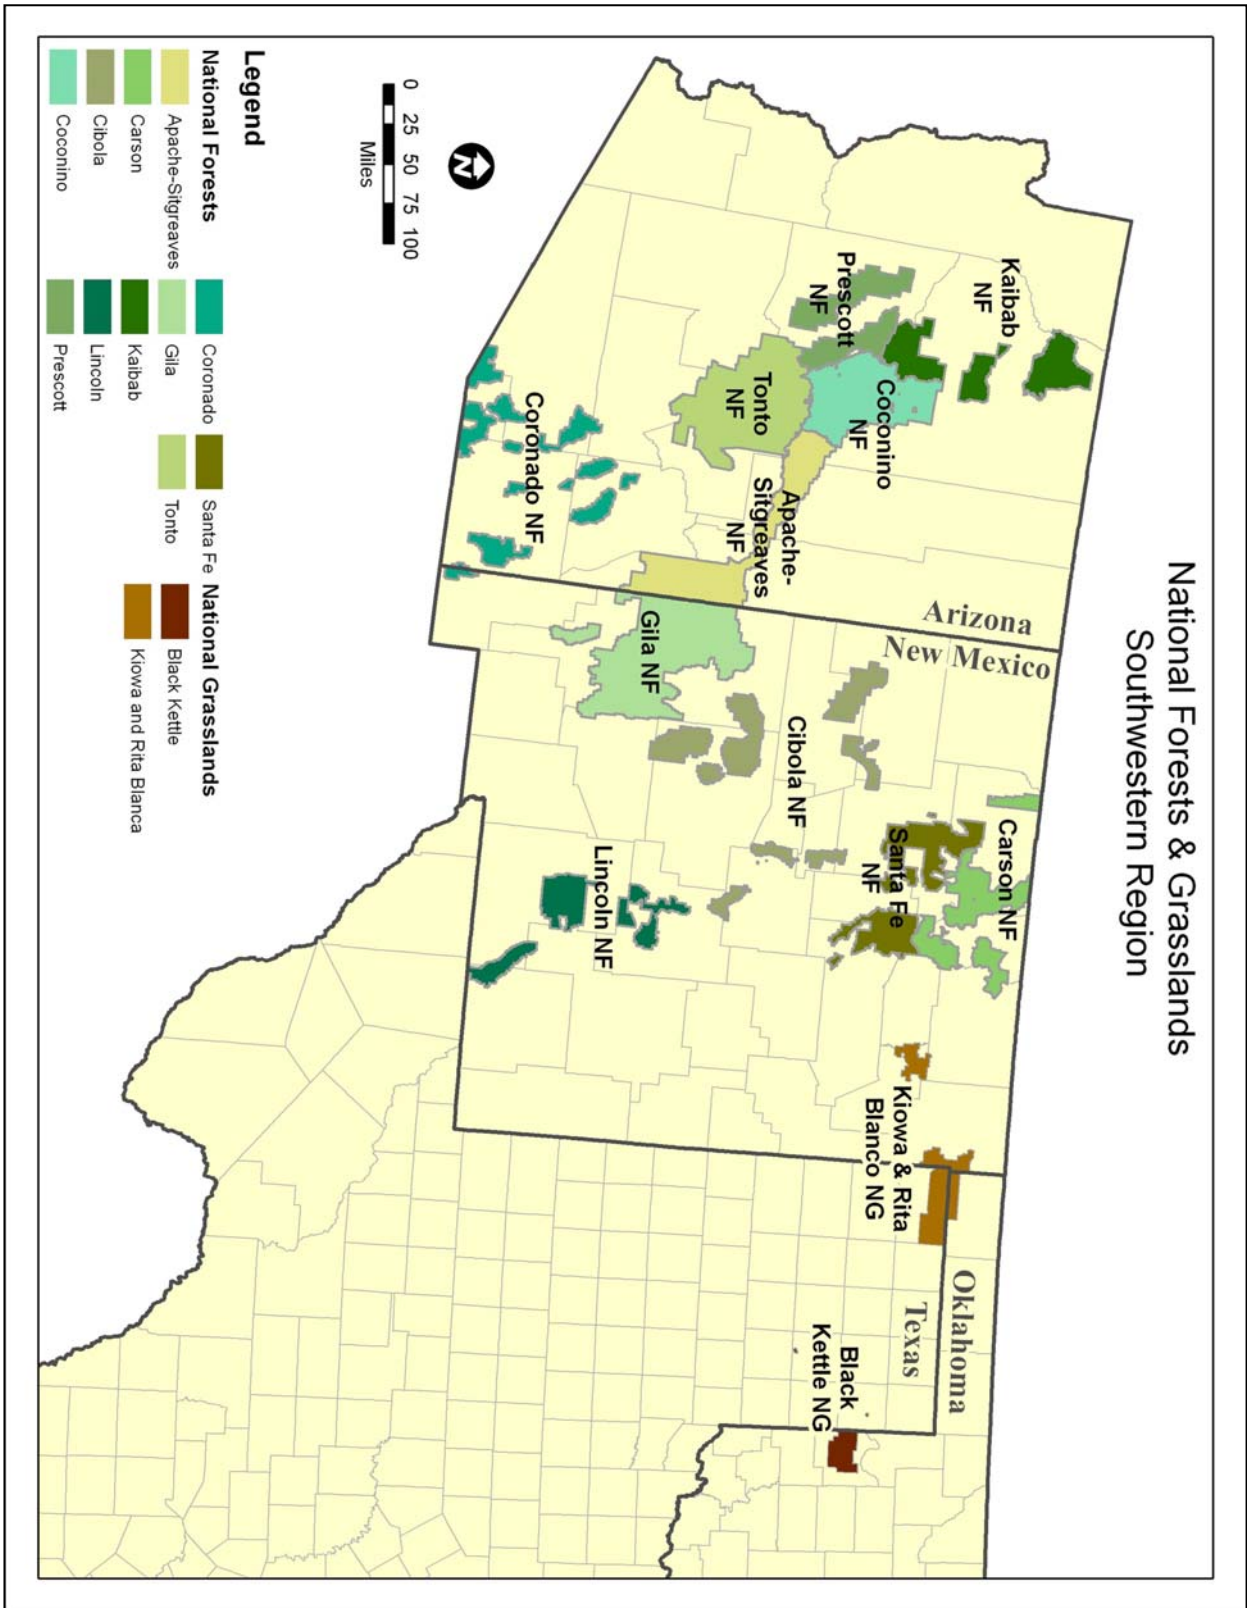 National Forests & Grasslands
Southwestern Region
Kaibab
NF
Prescott
NF
Coconino
NF
Tonto
NF
Apache-
Sitgreaves
NF
Coronado NF
Arizona
New Mexico
Gila NF
Cibola NF
Carson NF
Santa Fe
NF
Lincoln NF
Kiowa & Rita
Blanco NG
Oklahoma
Texas
Black
Kettle NG
N
0 25 50 75 100
Miles
Legend
National Forests
Apache-Sitgreaves
Carson
Cibola
Coconino
Coronado
Gila
Kaibab
Lincoln
Prescott
Santa Fe
Tonto
National Grasslands
Black Kettle
Kiowa and Rita Blanca